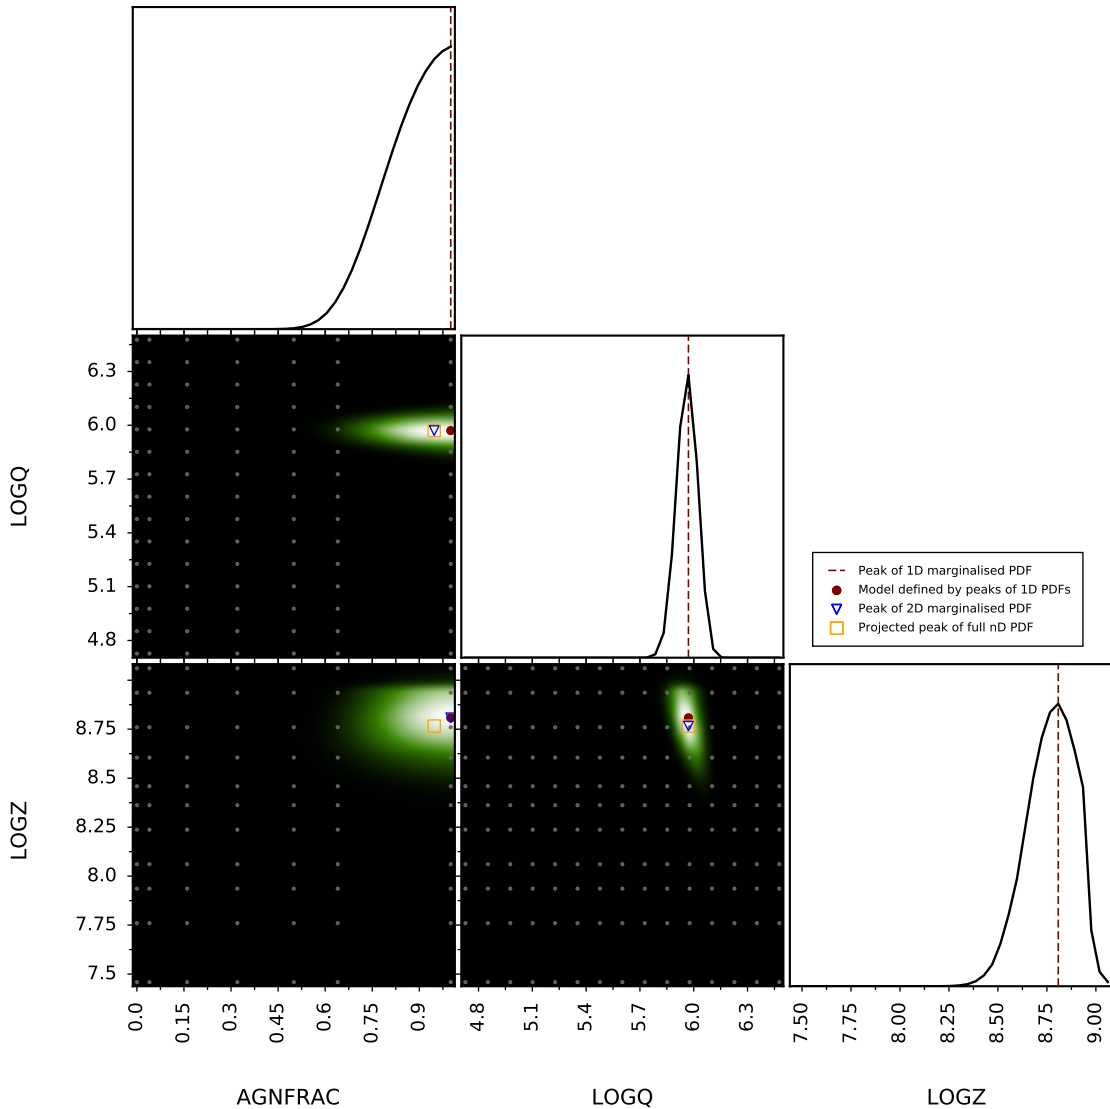 LOGQ
6.3
6.0
5.7
5.4
5.1
4.8
Peak of 1D marginalised PDF
Model defined by peaks of 1D PDFs
Peak of 2D marginalised PDF
Projected peak of full nD PDF
LOGZ
8.75
8.5
8.25
8.0
7.75
7.5
0.0 0.15 0.3 0.45 0.6 0.75 0.9
4.8 5.1 5.4 5.7 6.0 6.3
7.50 7.75 8.00 8.25 8.50 8.75 9.00
AGNFRAC LOGQ LOGZ